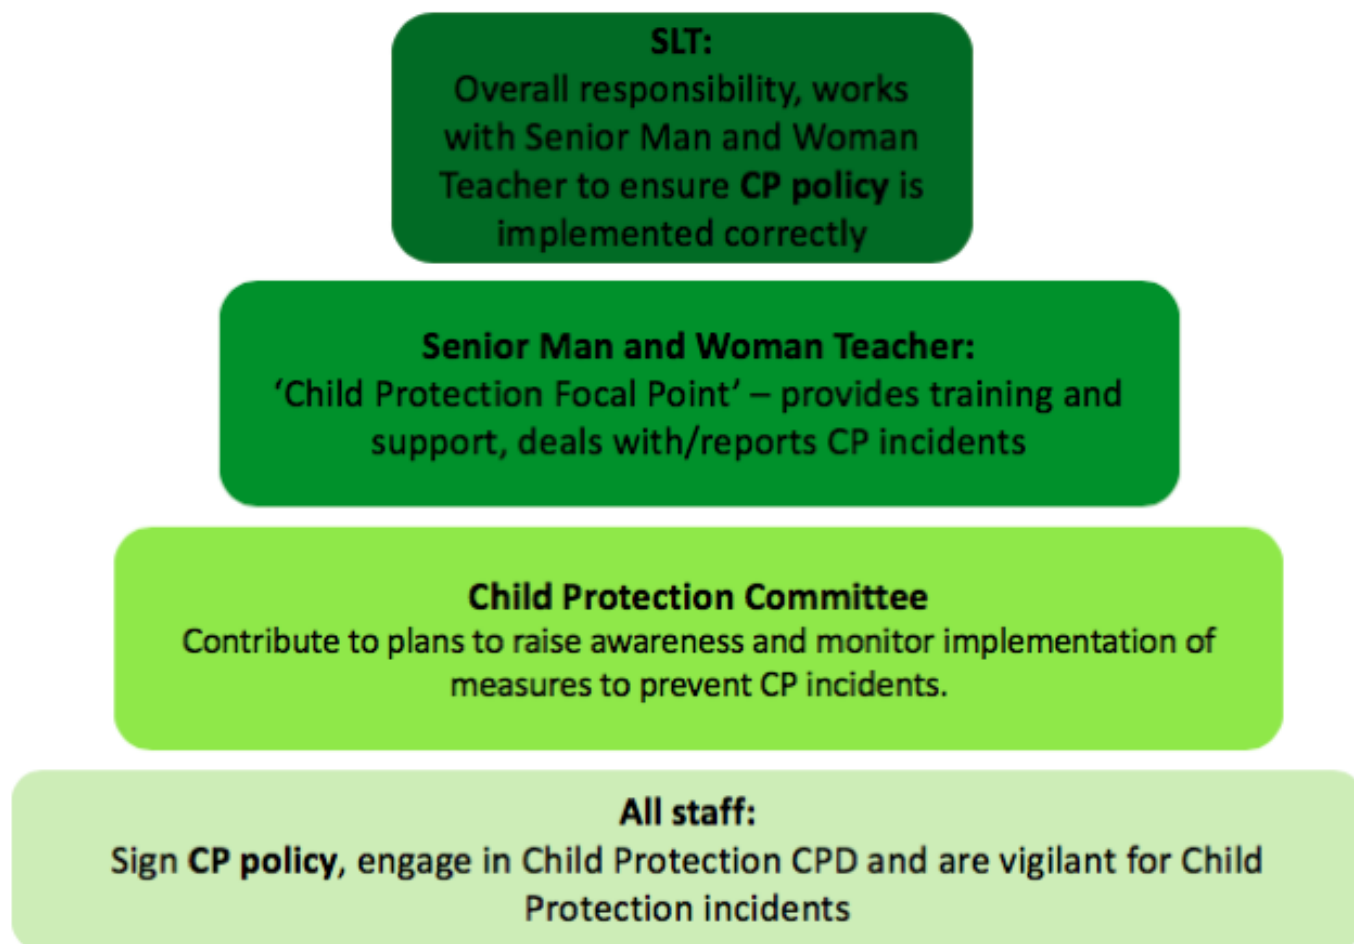 SLT:
Overall responsibility, works
with Senior Man and Woman
Teacher to ensure CP policy is
implemented correctly
Senior Man and Woman Teacher:
‘Child Protection Focal Point’ – provides training and
support, deals with/reports CP incidents
Child Protection Committee
Contribute to plans to raise awareness and monitor implementation of
measures to prevent CP incidents.
All staff:
Sign CP policy, engage in Child Protection CPD and are vigilant for Child
Protection incidents